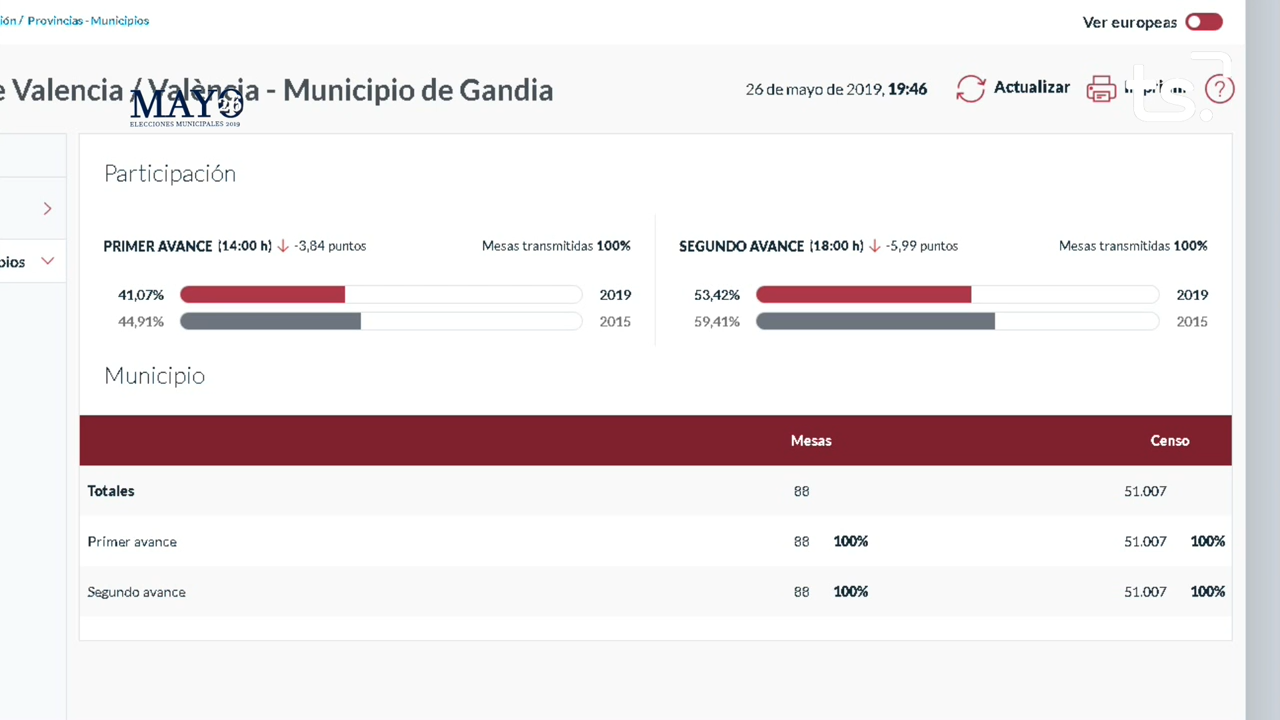 ión / Provincias - Municipios
Ver europeas
e Valencia / València - Municipio de Gandia
MAYO 26
ELECCIONES MUNICIPALES 2019
26 de mayo de 2019, 19:46
Actualizar
ts.
?
Participación
PRIMER AVANCE (14:00 h) ↓ -3,84 puntos
Mesas transmitidas 100%
41,07% 2019
44,91% 2015
SEGUNDO AVANCE (18:00 h) ↓ -5,99 puntos
Mesas transmitidas 100%
53,42% 2019
59,41% 2015
pios
Municipio
Mesas Censo
Totales 88 51.007
Primer avance 88 100% 51.007 100%
Segundo avance 88 100% 51.007 100%